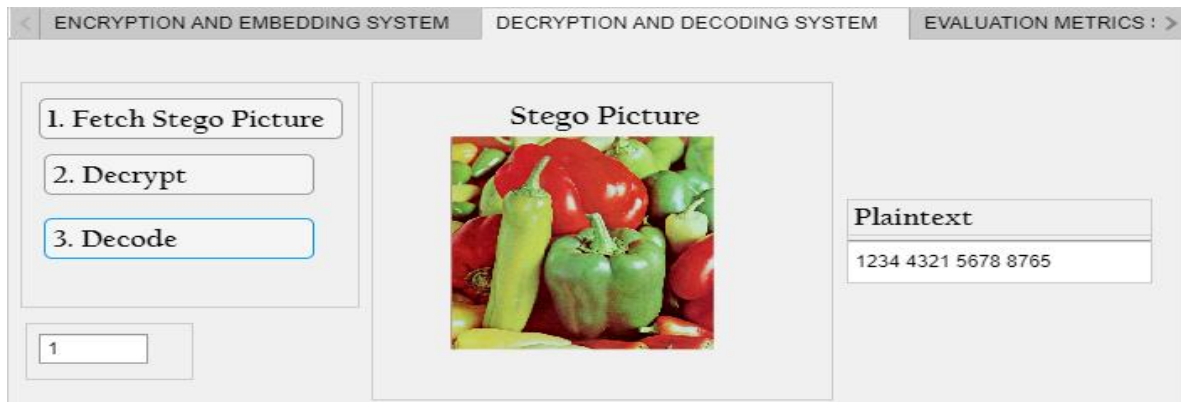 ENCRYPTION AND EMBEDDING SYSTEM
DECRYPTION AND DECODING SYSTEM
EVALUATION METRICS
1. Fetch Stego Picture
2. Decrypt
3. Decode
1
Stego Picture
Plaintext
1234 4321 5678 8765